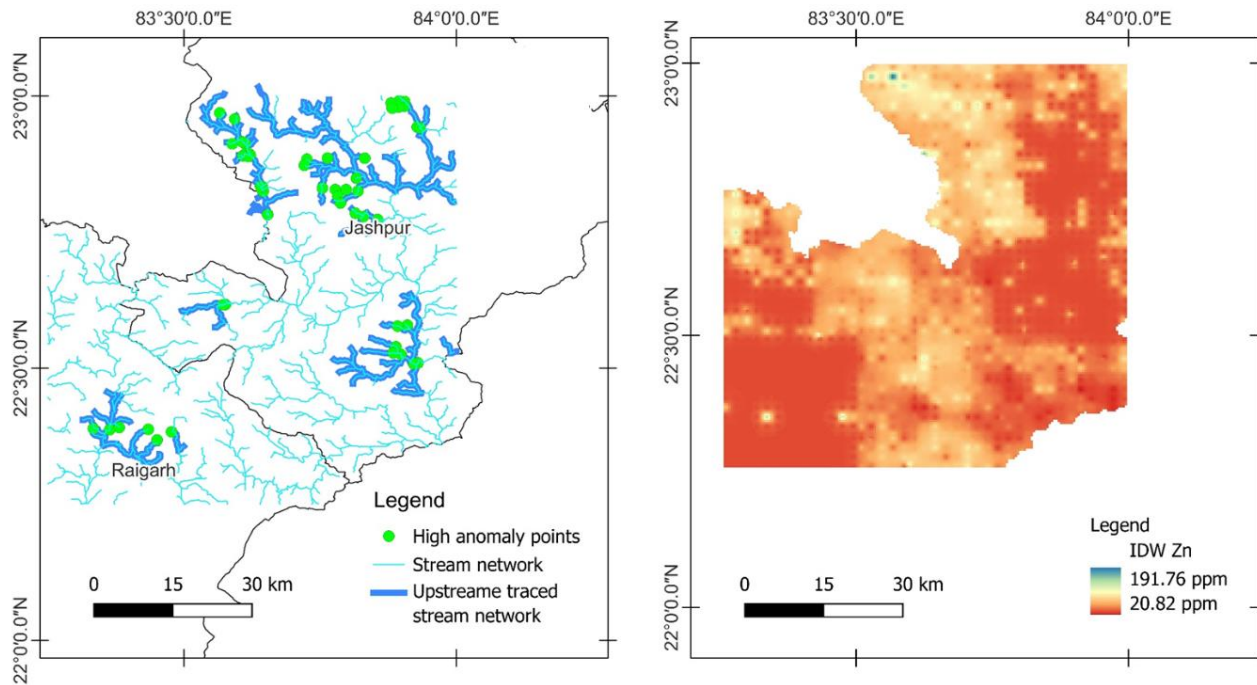 83°30'0.0"E 84°0'0.0"E
23°0'0.0"N
22°30'0.0"N
22°0'0.0"N
Jashpur
Raigarh
Legend
High anomaly points
Stream network
Upstreame traced
stream network
0 15 30 km
83°30'0.0"E 84°0'0.0"E
23°0'0.0"N
22°30'0.0"N
22°0'0.0"N
Legend
IDW Zn
191.76 ppm
20.82 ppm
0 15 30 km